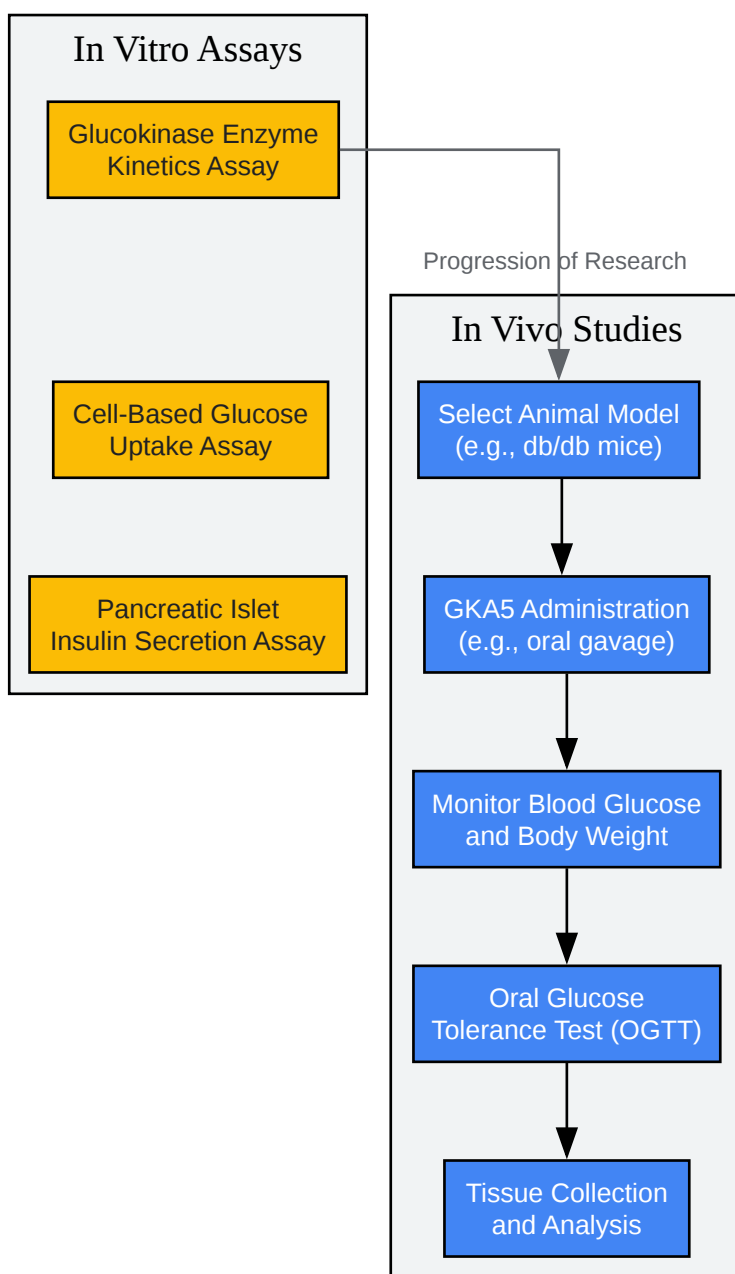 In Vitro Assays
Glucokinase Enzyme
Kinetics Assay
Cell-Based Glucose
Uptake Assay
Pancreatic Islet
Insulin Secretion Assay
Progression of Research
In Vivo Studies
Select Animal Model
(e.g., db/db mice)
GKA5 Administration
(e.g., oral gavage)
Monitor Blood Glucose
and Body Weight
Oral Glucose
Tolerance Test (OGTT)
Tissue Collection
and Analysis